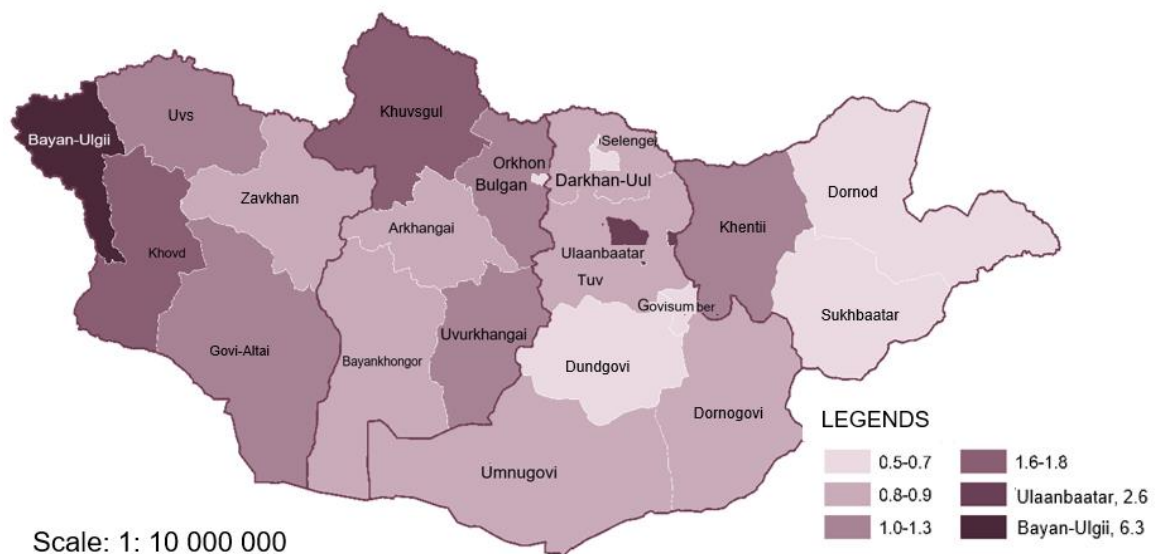 Uvs
Khuvsgul
Bayan-Ulgii
Selenge
Orkhon
Bulgan
Darkhan-Uul
Dornod
Zavkhan
Arkhangai
Khentii
Khovd
Ulaanbaatar
Tuv
Govisumber
Sukhbaatar
Uvurkhangai
Govi-Altai
Bayankhongor
Dundgovi
Dornogovi
Umnugovi
LEGENDS
0.5-0.7
1.6-1.8
0.8-0.9
Ulaanbaatar, 2.6
1.0-1.3
Bayan-Ulgii, 6.3
Scale: 1: 10 000 000